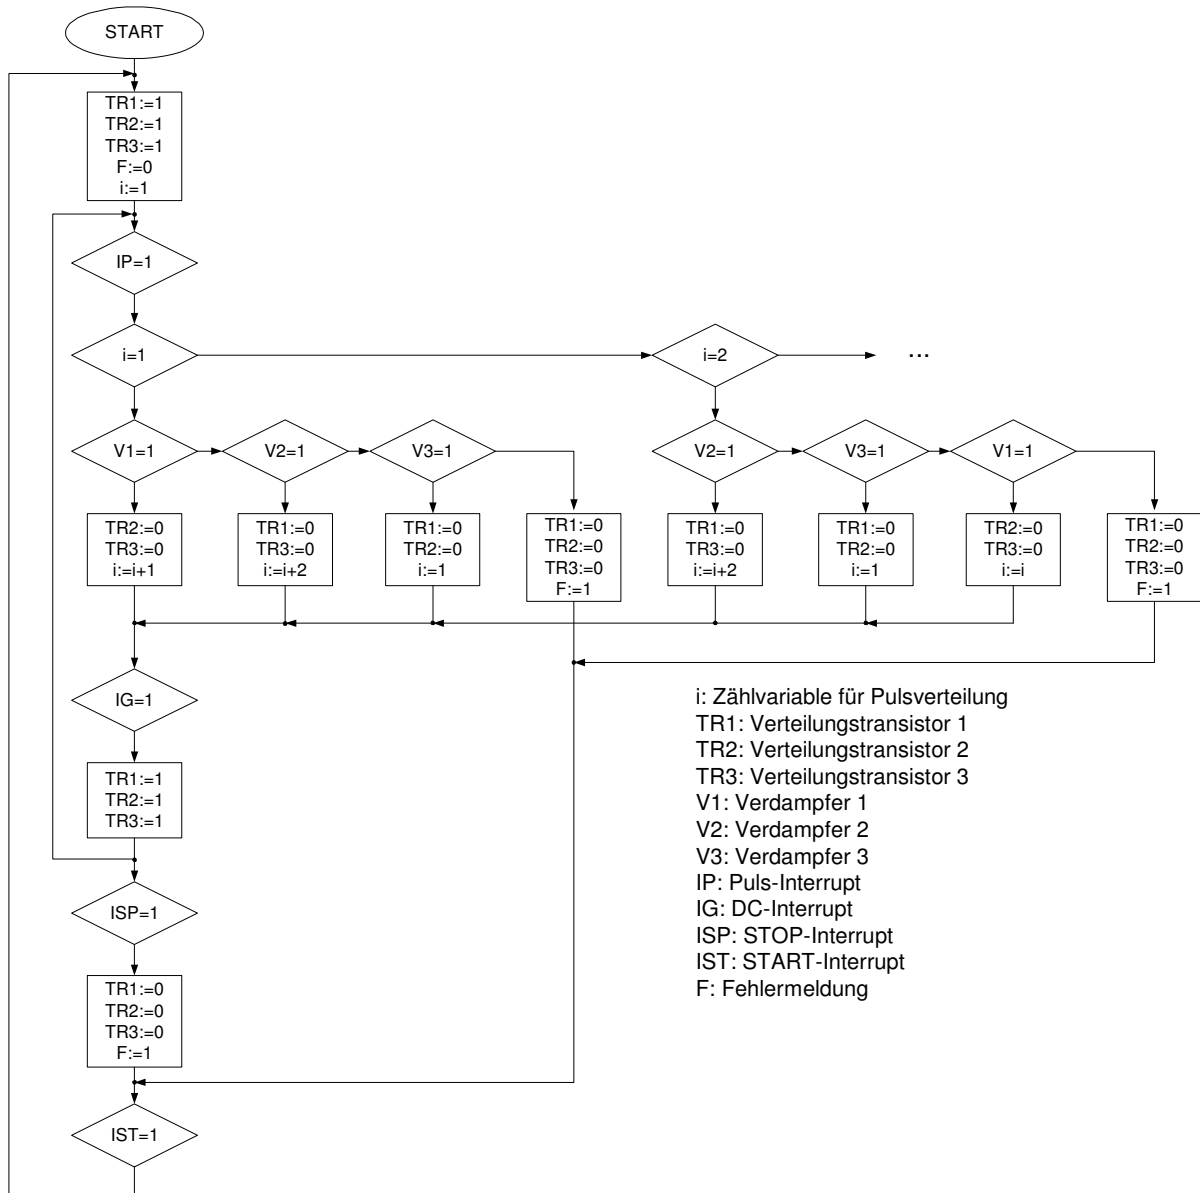 START
TR1:=1
TR2:=1
TR3:=1
F:=0
i:=1
IP=1
i=1
i=2
...
V1=1
V2=1
V3=1
V2=1
V3=1
V1=1
TR2:=0
TR3:=0
i:=i+1
TR1:=0
TR3:=0
i:=i+2
TR1:=0
TR2:=0
i:=1
TR1:=0
TR2:=0
TR3:=0
F:=1
TR1:=0
TR3:=0
i:=i+2
TR1:=0
TR2:=0
i:=1
TR2:=0
TR3:=0
i:=i
TR1:=0
TR2:=0
TR3:=0
F:=1
IG=1
TR1:=1
TR2:=1
TR3:=1
ISP=1
TR1:=0
TR2:=0
TR3:=0
F:=1
IST=1
i: Zählvariable für Pulsverteilung
TR1: Verteilungstransistor 1
TR2: Verteilungstransistor 2
TR3: Verteilungstransistor 3
V1: Verdampfer 1
V2: Verdampfer 2
V3: Verdampfer 3
IP: Puls-Interrupt
IG: DC-Interrupt
ISP: STOP-Interrupt
IST: START-Interrupt
F: Fehlermeldung